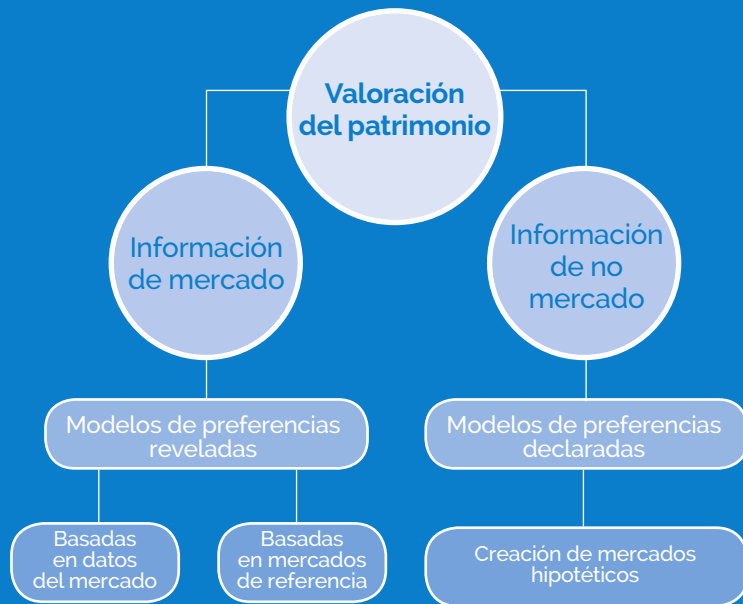 Valoración
del patrimonio
Información
de mercado
Información
de no
mercado
Modelos de preferencias
reveladas
Modelos de preferencias
declaradas
Basadas
en datos
del mercado
Basadas
en mercados
de referencia
Creación de mercados
hipotéticos